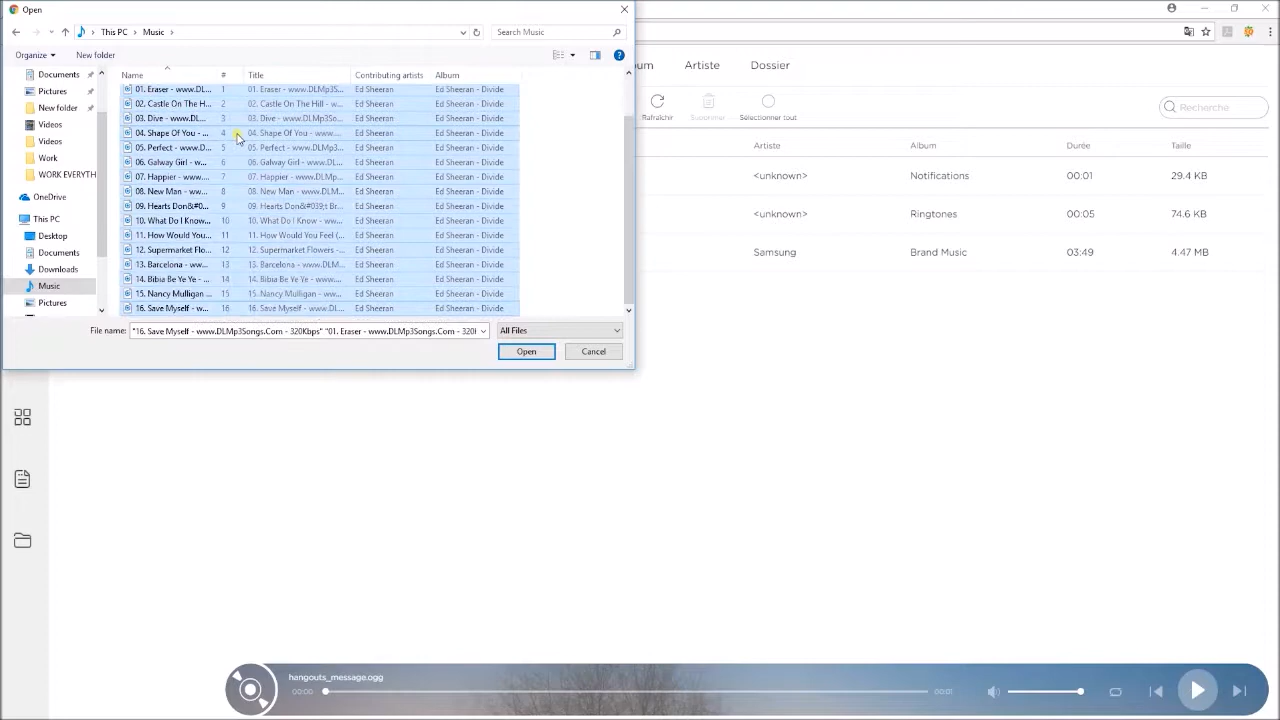 Open
This PC > Music >
Search Music
Organize
New folder
Documents
Pictures
New folder
Videos
Videos
Work
WORK EVERYTH
OneDrive
This PC
Desktop
Documents
Downloads
Music
Pictures
Name # Title Contributing artists Album
01. Eraser - www.DL... 1 01. Eraser - www.DLMp3S... Ed Sheeran Ed Sheeran - Divide
02. Castle On The H... 2 02. Castle On The Hill - w... Ed Sheeran Ed Sheeran - Divide
03. Dive - www.DL... 3 03. Dive - www.DLMp3So... Ed Sheeran Ed Sheeran - Divide
04. Shape Of You - ... 4 04. Shape Of You - www.... Ed Sheeran Ed Sheeran - Divide
05. Perfect - www.D... 5 05. Perfect - www.DLMp3... Ed Sheeran Ed Sheeran - Divide
06. Galway Girl - w... 6 06. Galway Girl - www.DL... Ed Sheeran Ed Sheeran - Divide
07. Happier - www.... 7 07. Happier - www.DLMp... Ed Sheeran Ed Sheeran - Divide
08. New Man - ww... 8 08. New Man - www.DLM... Ed Sheeran Ed Sheeran - Divide
09. Hearts Don&#0... 9 09. Hearts Don&#039;t Br... Ed Sheeran Ed Sheeran - Divide
10. What Do I Know... 10 10. What Do I Know - ww... Ed Sheeran Ed Sheeran - Divide
11. How Would You... 11 11. How Would You Feel (... Ed Sheeran Ed Sheeran - Divide
12. Supermarket Flo... 12 12. Supermarket Flowers -... Ed Sheeran Ed Sheeran - Divide
13. Barcelona - ww... 13 13. Barcelona - www.DLM... Ed Sheeran Ed Sheeran - Divide
14. Bibia Be Ye Ye - ... 14 14. Bibia Be Ye Ye - www.... Ed Sheeran Ed Sheeran - Divide
15. Nancy Mulligan ... 15 15. Nancy Mulligan - ww... Ed Sheeran Ed Sheeran - Divide
16. Save Myself - w... 16 16. Save Myself - www.DL... Ed Sheeran Ed Sheeran - Divide
File name: "16. Save Myself - www.DLMp3Songs.Com - 320Kbps" "01. Eraser - www.DLMp3Songs.Com - 320
All Files
Open
Cancel
Artiste
Dossier
Rafraîchir
Supprimer
Sélectionner tout
Recherche
Artiste Album Durée Taille
<unknown> Notifications 00:01 29.4 KB
<unknown> Ringtones 00:05 74.6 KB
Samsung Brand Music 03:49 4.47 MB
hangouts_message.ogg
00:00
00:01